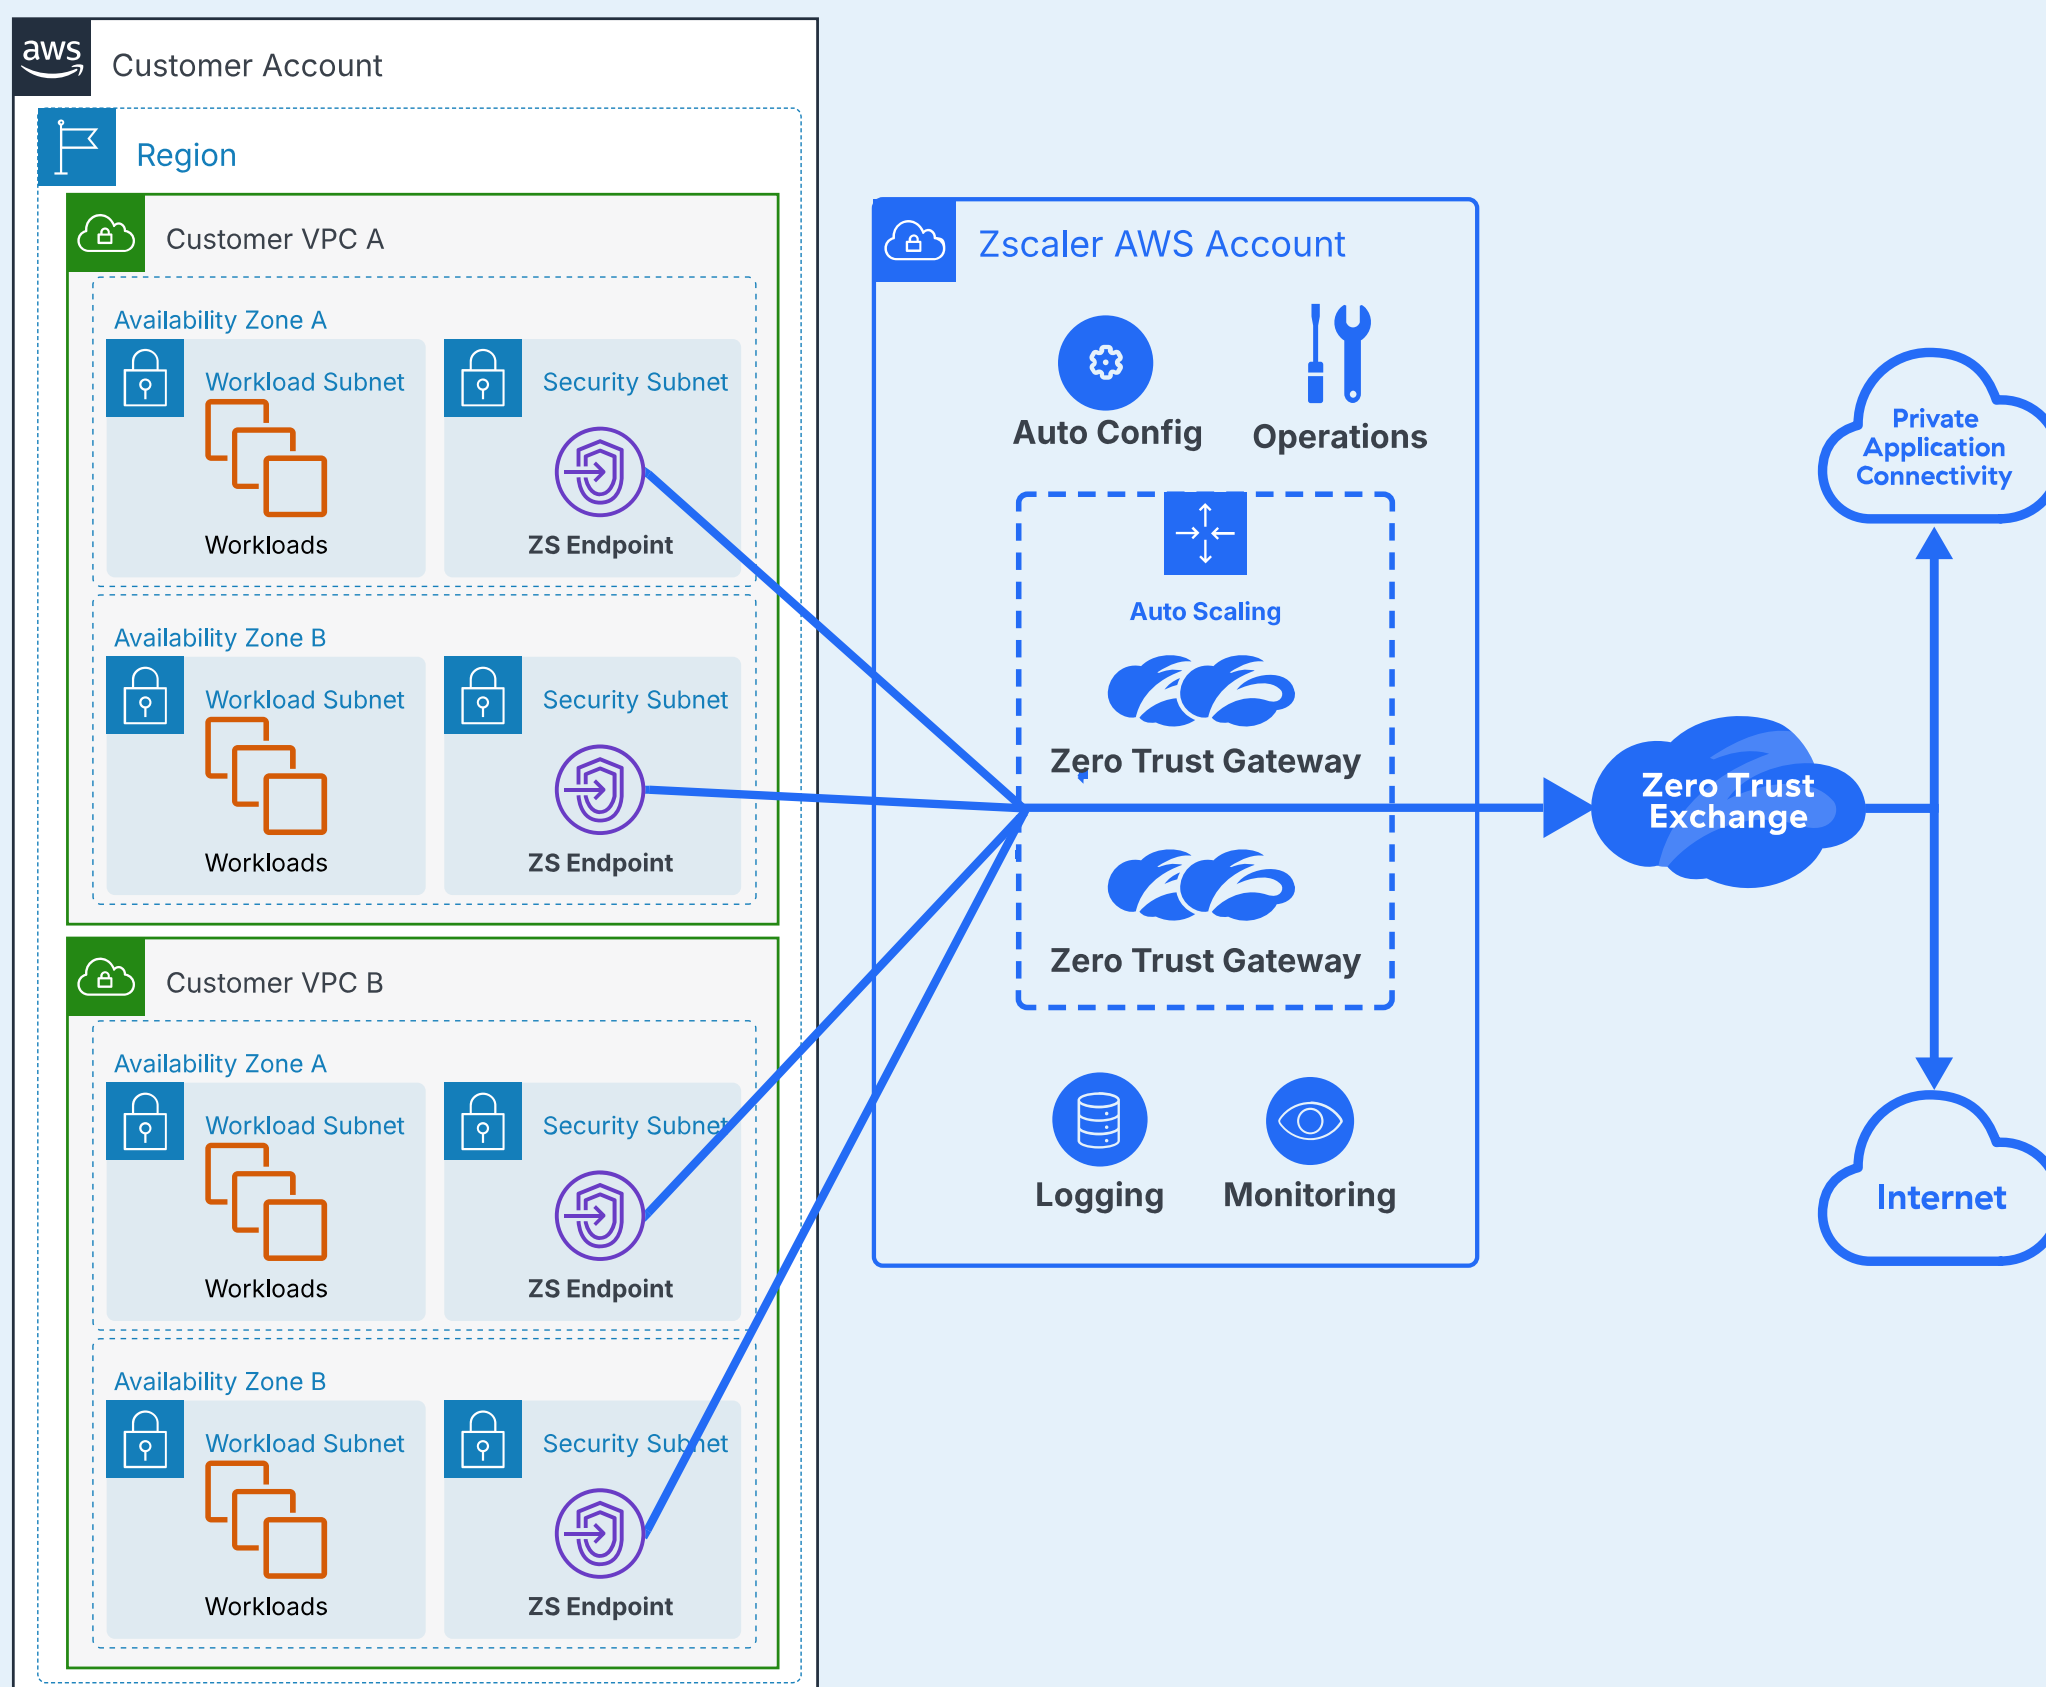 aws
Customer Account
Region
Customer VPC A
Availability Zone A
Workload Subnet
Workloads
Security Subnet
ZS Endpoint
Availability Zone B
Workload Subnet
Workloads
Security Subnet
ZS Endpoint
Customer VPC B
Availability Zone A
Workload Subnet
Workloads
Security Subnet
ZS Endpoint
Availability Zone B
Workload Subnet
Workloads
Security Subnet
ZS Endpoint
Zscaler AWS Account
Auto Config
Operations
Auto Scaling
Zero Trust Gateway
Zero Trust Gateway
Logging
Monitoring
Zero Trust
Exchange
Private
Application
Connectivity
Internet